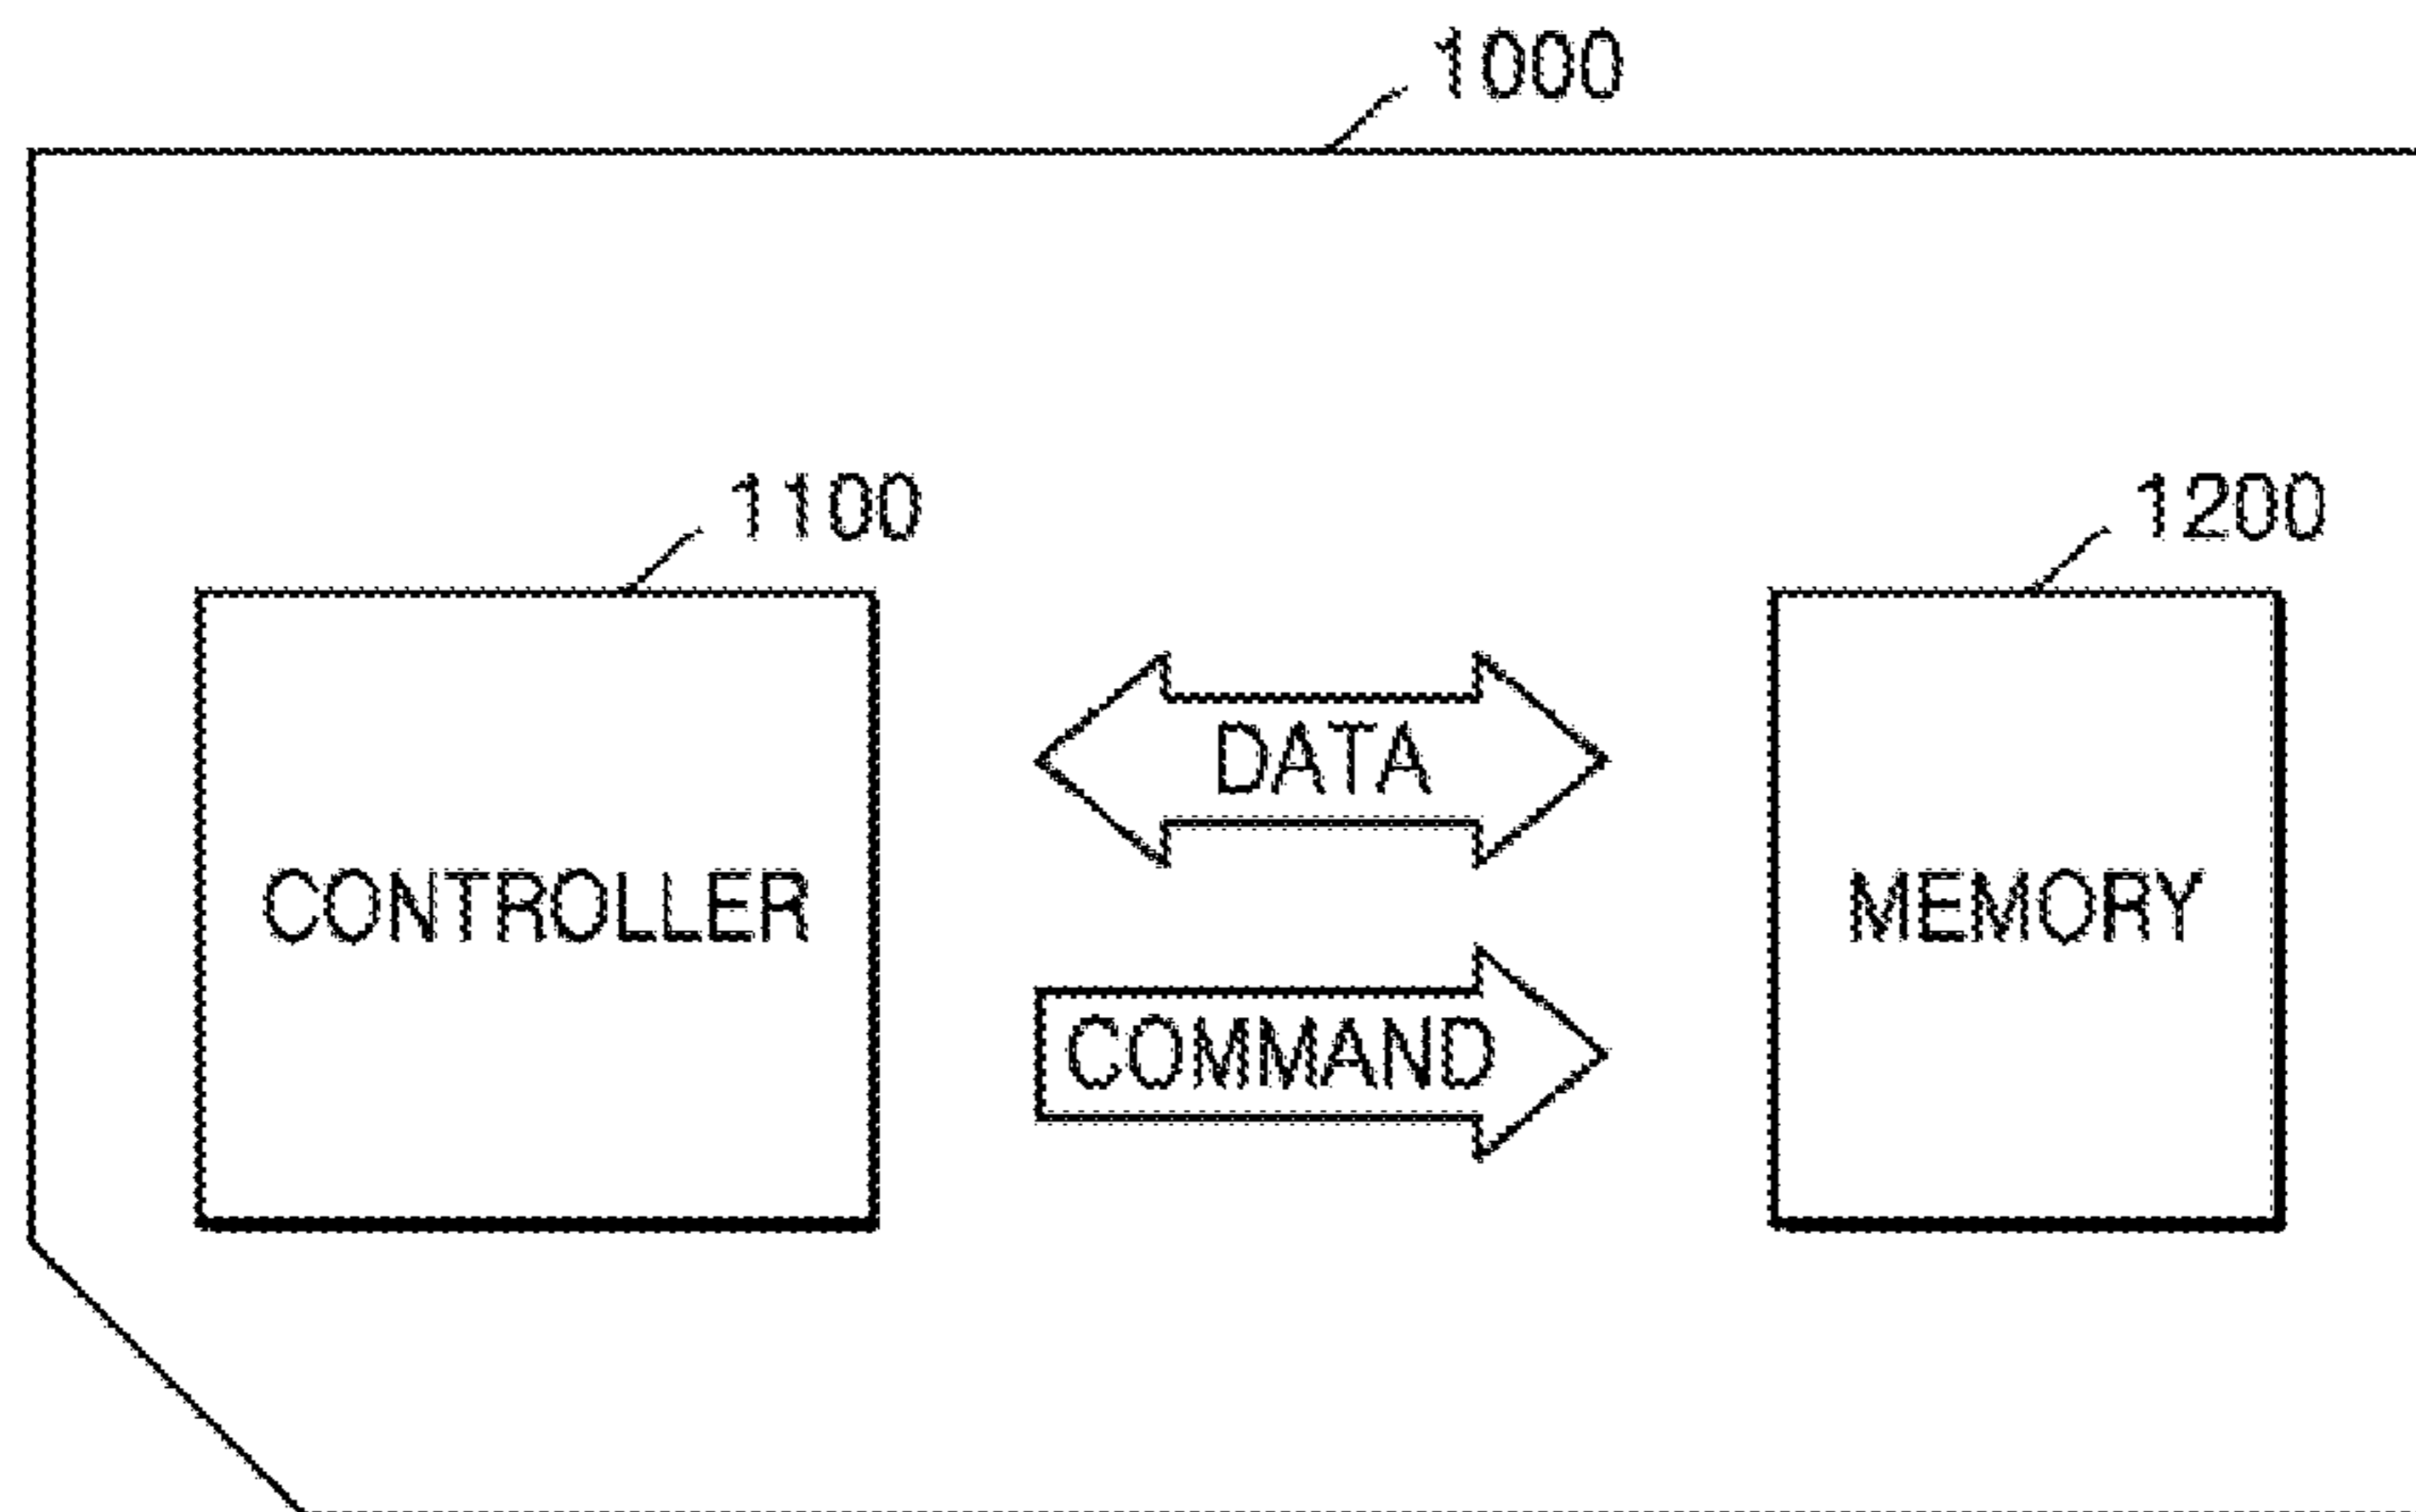 1000
1100
1200
DATA
CONTROLLER
MEMORY
COMMAND